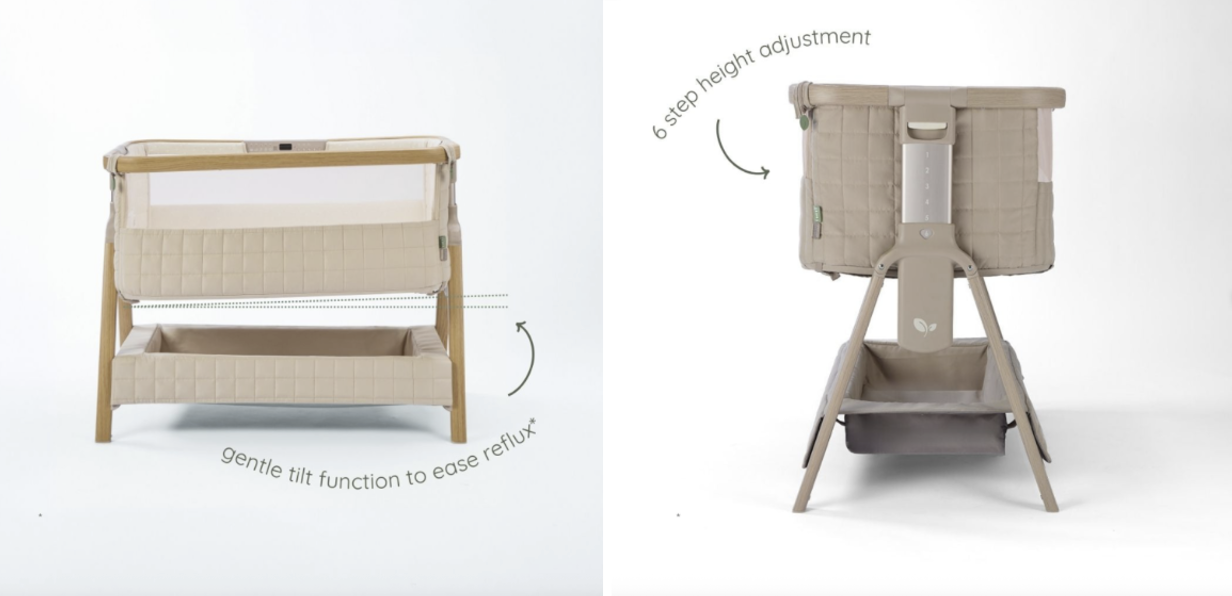 gentle tilt function to ease reflux*
6 step height adjustment